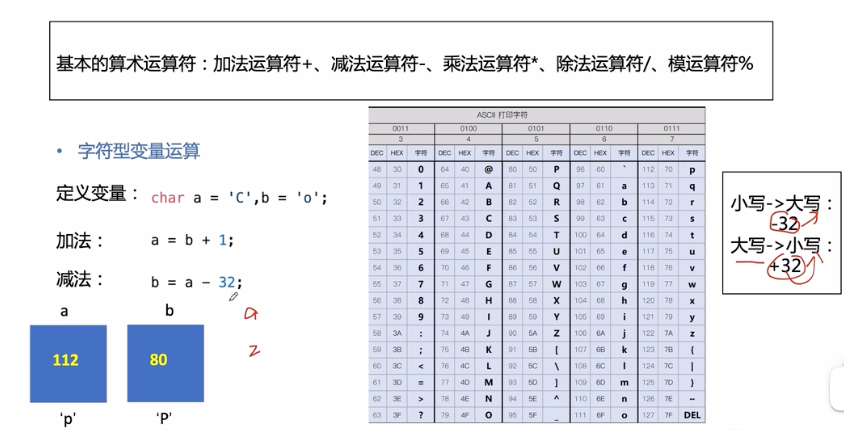 基本的算术运算符：加法运算符+、减法运算符-、乘法运算符*、除法运算符/、模运算符%
• 字符型变量运算
定义变量： char a = 'C',b = 'o';
加法： a = b + 1;
减法： b = a - 32;
a b
112 80
'p' 'P'
a
z
ASCII 打印字符
0011 0100 0101 0110 0111
3 4 5 6 7
DEC HEX 字符 DEC HEX 字符 DEC HEX 字符 DEC HEX 字符 DEC HEX 字符
48 30 0 64 40 @ 80 50 P 96 60 ` 112 70 p
49 31 1 65 41 A 81 51 Q 97 61 a 113 71 q
50 32 2 66 42 B 82 52 R 98 62 b 114 72 r
51 33 3 67 43 C 83 53 S 99 63 c 115 73 s
52 34 4 68 44 D 84 54 T 100 64 d 116 74 t
53 35 5 69 45 E 85 55 U 101 65 e 117 75 u
54 36 6 70 46 F 86 56 V 102 66 f 118 76 v
55 37 7 71 47 G 87 57 W 103 67 g 119 77 w
56 38 8 72 48 H 88 58 X 104 68 h 120 78 x
57 39 9 73 49 I 89 59 Y 105 69 i 121 79 y
58 3A : 74 4A J 90 5A Z 106 6A j 122 7A z
59 3B ; 75 4B K 91 5B [ 107 6B k 123 7B {
60 3C < 76 4C L 92 5C \ 108 6C l 124 7C |
61 3D = 77 4D M 93 5D ] 109 6D m 125 7D }
62 3E > 78 4E N 94 5E ^ 110 6E n 126 7E ~
63 3F ? 79 4F O 95 5F _ 111 6F o 127 7F DEL
小写->大写：
-32
大写->小写：
+32